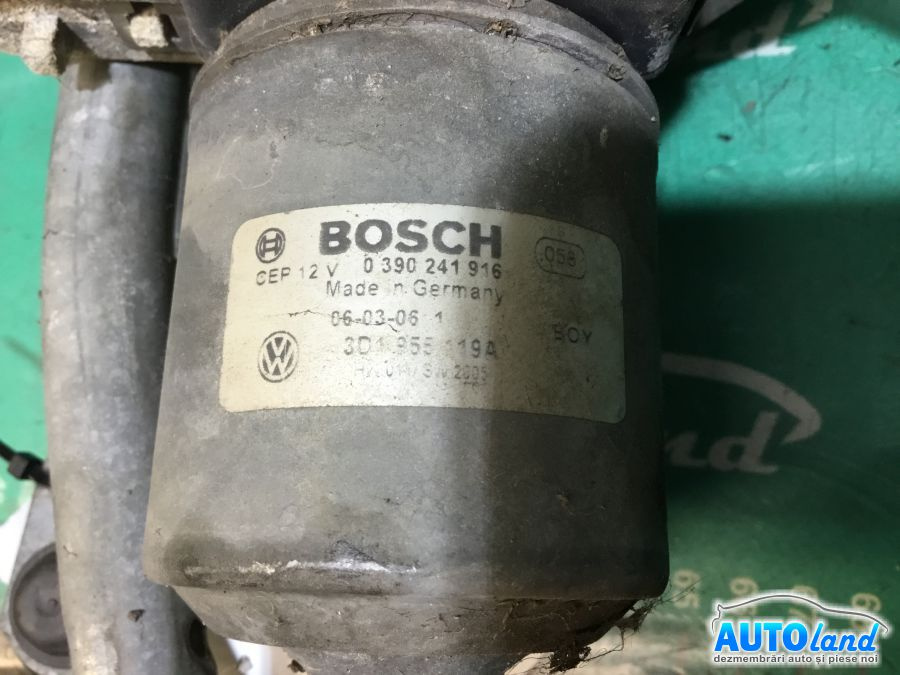 BOSCH
058
CEP 12 V 0 390 241 916
Made in Germany
06-03-06 1
3D1 955 119A
and
AUTOland
dezmembrări auto și piese noi